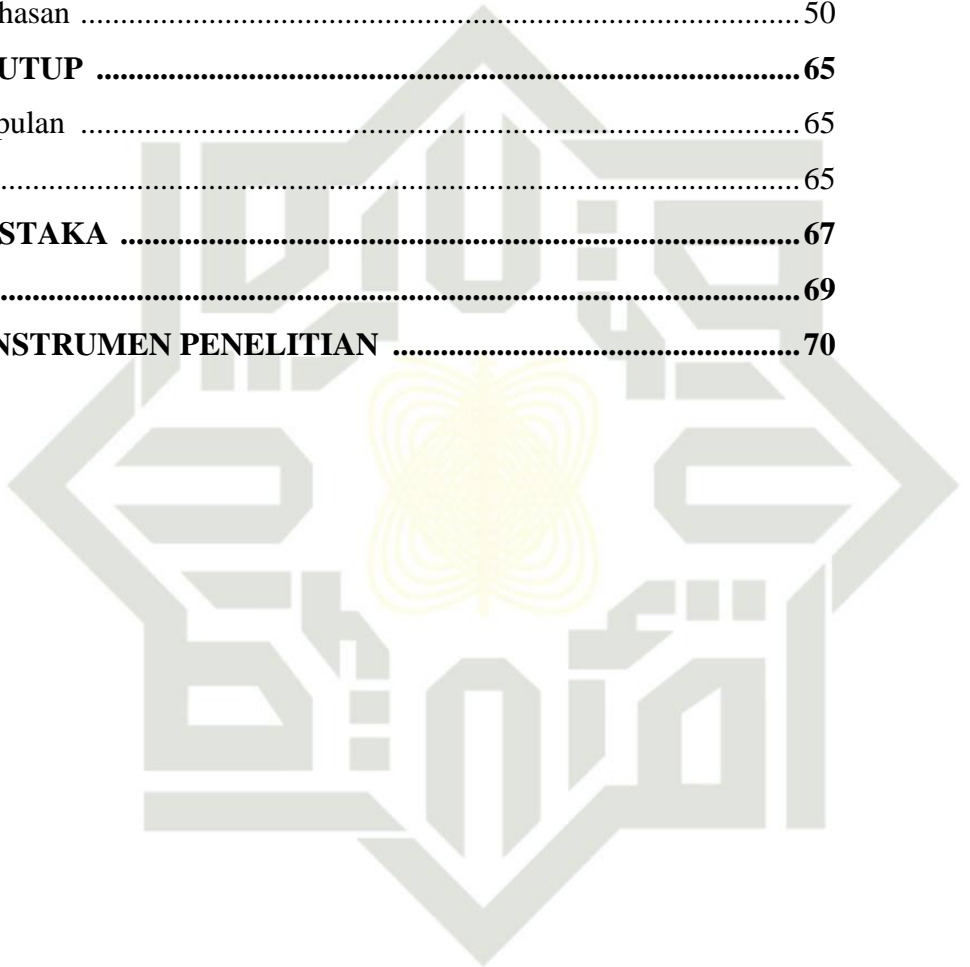 hasan ........................................................................................ 50
UTUP ........................................................................................ 65
pulan ........................................................................................ 65
........................................................................................ 65
STAKA ........................................................................................ 67
........................................................................................ 69
NSTRUMEN PENELITIAN .................................................... 70